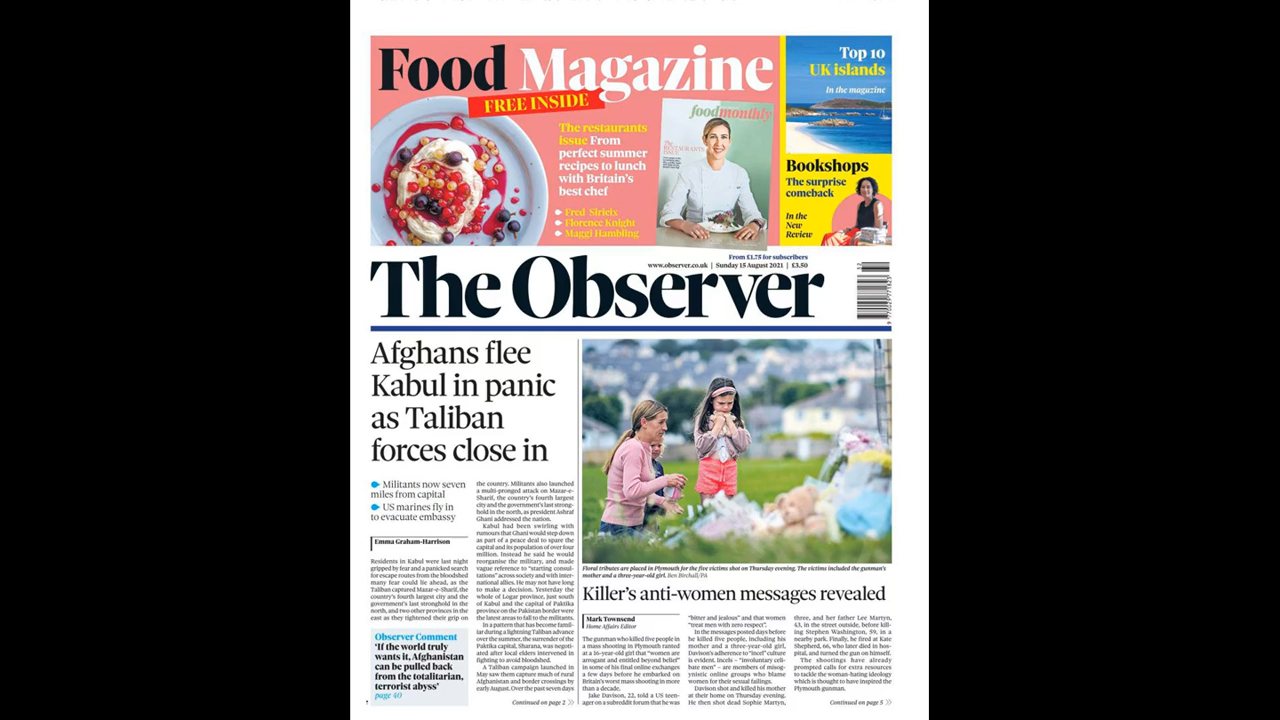 Food Magazine
FREE INSIDE
The restaurants
issue From
perfect summer
recipes to lunch
with Britain's
best chef
Fred Sirieix
Florence Knight
Maggi Hambling
foodmonthly
THE
RESTAURANTS
ISSUE
Top 10
UK islands
In the magazine
Bookshops
The surprise
comeback
In the
New
Review
From £1.75 for subscribers
www.observer.co.uk | Sunday 15 August 2021 | £3.50
The Observer
Afghans flee
Kabul in panic
as Taliban
forces close in
Militants now seven
miles from capital
US marines fly in
to evacuate embassy
Emma Graham-Harrison
Residents in Kabul were last night
gripped by fear and a panicked search
for escape routes from the bloodshed
many fear could lie ahead, as the
Taliban captured Mazar-e-Sharif, the
country's fourth largest city and the
government's last stronghold in the
north, and two other provinces in the
east as they tightened their grip on
Observer Comment
'If the world truly
wants it, Afghanistan
can be pulled back
from the totalitarian,
terrorist abyss'
page 40
the country. Militants also launched
a multi-pronged attack on Mazar-e-
Sharif, the country's fourth largest
city and the government's last strong-
hold in the north, as president Ashraf
Ghani addressed the nation.
Kabul had been swirling with
rumours that Ghani would step down
as part of a peace deal to spare the
capital and its population of over four
million. Instead he said he would
reorganise the military, and made
vague reference to "starting consul-
tations" across society and with inter-
national allies. He may not have long
to make a decision. Yesterday the
whole of Logar province, just south
of Kabul and the capital of Paktika
province on the Pakistan border were
the latest areas to fall to the militants.
In a pattern that has become famil-
iar during a lightning Taliban advance
over the summer, the surrender of the
Paktika capital, Sharana, was negoti-
ated after local elders intervened in
fighting to avoid bloodshed.
A Taliban campaign launched in
May saw them capture much of rural
Afghanistan and border crossings by
early August. Over the past seven days
Continued on page 2
Floral tributes are placed in Plymouth for the five victims shot on Thursday evening. The victims included the gunman's
mother and a three-year-old girl. Ben Birchall/PA
Killer's anti-women messages revealed
Mark Townsend
Home Affairs Editor
The gunman who killed five people in
a mass shooting in Plymouth ranted
at a 16-year-old girl that "women are
arrogant and entitled beyond belief"
in some of his final online exchanges
a few days before he embarked on
Britain's worst mass shooting in more
than a decade.
Jake Davison, 22, told a US teen-
ager on a subreddit forum that he was
"bitter and jealous" and that women
"treat men with zero respect".
In the messages posted days before
he killed five people, including his
mother and a three-year-old girl,
Davison's adherence to "incel" culture
is evident. Incels – "involuntary celi-
bate men" – are members of misog-
ynistic online groups who blame
women for their sexual failings.
Davison shot and killed his mother
at their home on Thursday evening.
He then shot dead Sophie Martyn,
three, and her father Lee Martyn,
43, in the street outside, before kill-
ing Stephen Washington, 59, in a
nearby park. Finally, he fired at Kate
Shepherd, 66, who later died in hos-
pital, and turned the gun on himself.
The shootings have already
prompted calls for extra resources
to tackle the woman-hating ideology
which is thought to have inspired the
Plymouth gunman.
Continued on page 5